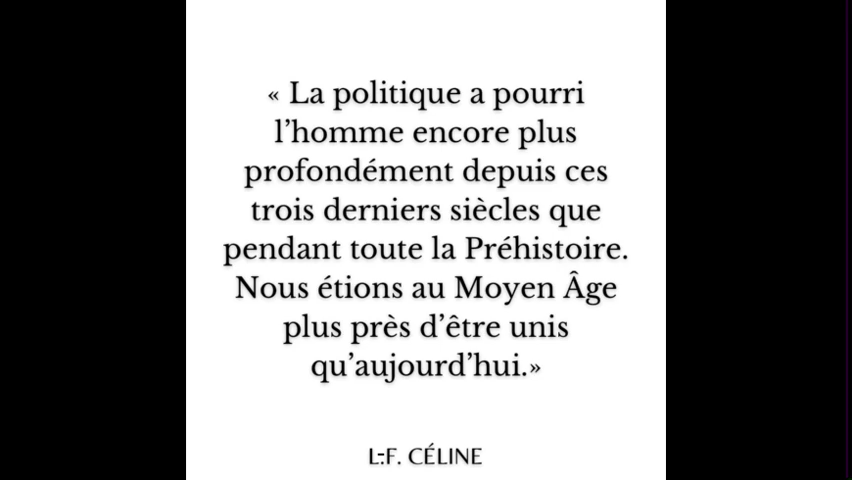 « La politique a pourri
l’homme encore plus
profondément depuis ces
trois derniers siècles que
pendant toute la Préhistoire.
Nous étions au Moyen Âge
plus près d’être unis
qu’aujourd’hui.»
L.-F. CÉLINE